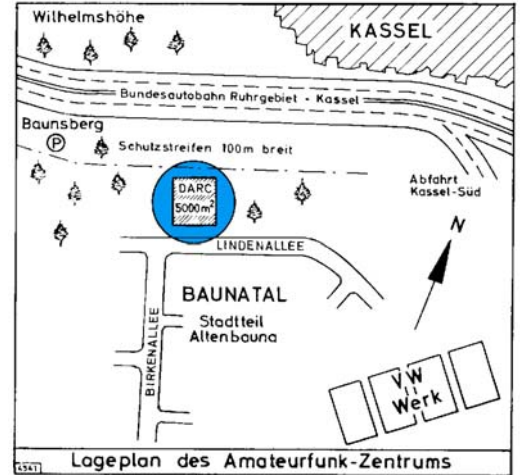 Wilhelmshöhe
KASSEL
Bundesautobahn Ruhrgebiet - Kassel
Baunsberg
P
Schutzstreifen 100m breit
Abfahrt
Kassel-Süd
DARC
5000m²
N
LINDENALLEE
BAUNATAL
Stadtteil
Altenbauna
BIRKENALLEE
VW
Werk
4541
Lageplan des Amateurfunk-Zentrums